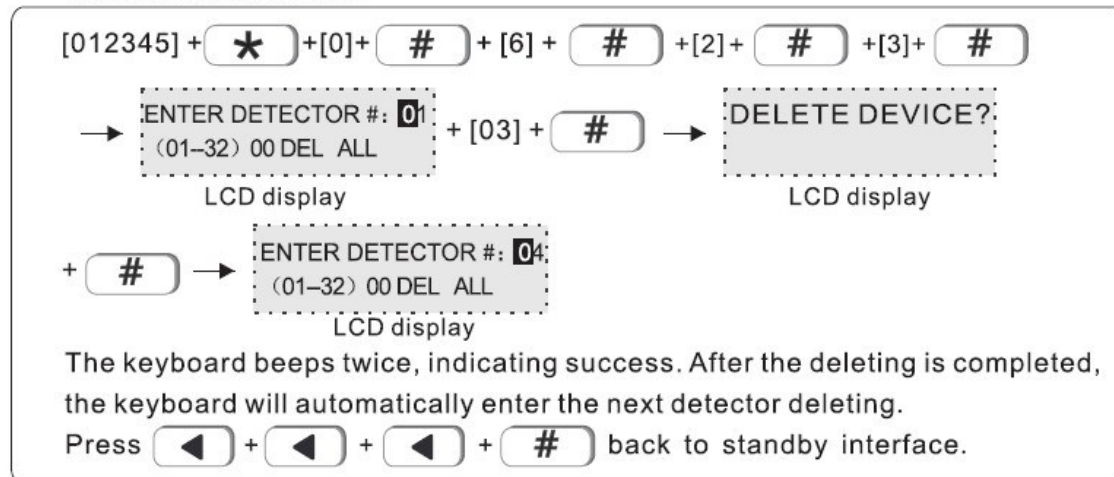 [012345] + * +[0]+ # + [6] + # +[2]+ # +[3]+ #
→ ENTER DETECTOR #: 01 + [03] + # → DELETE DEVICE?
(01--32) 00 DEL ALL
LCD display LCD display
+ # → ENTER DETECTOR #: 04
(01--32) 00 DEL ALL
LCD display
The keyboard beeps twice, indicating success. After the deleting is completed,
the keyboard will automatically enter the next detector deleting.
Press ◀ + ◀ + ◀ + # back to standby interface.